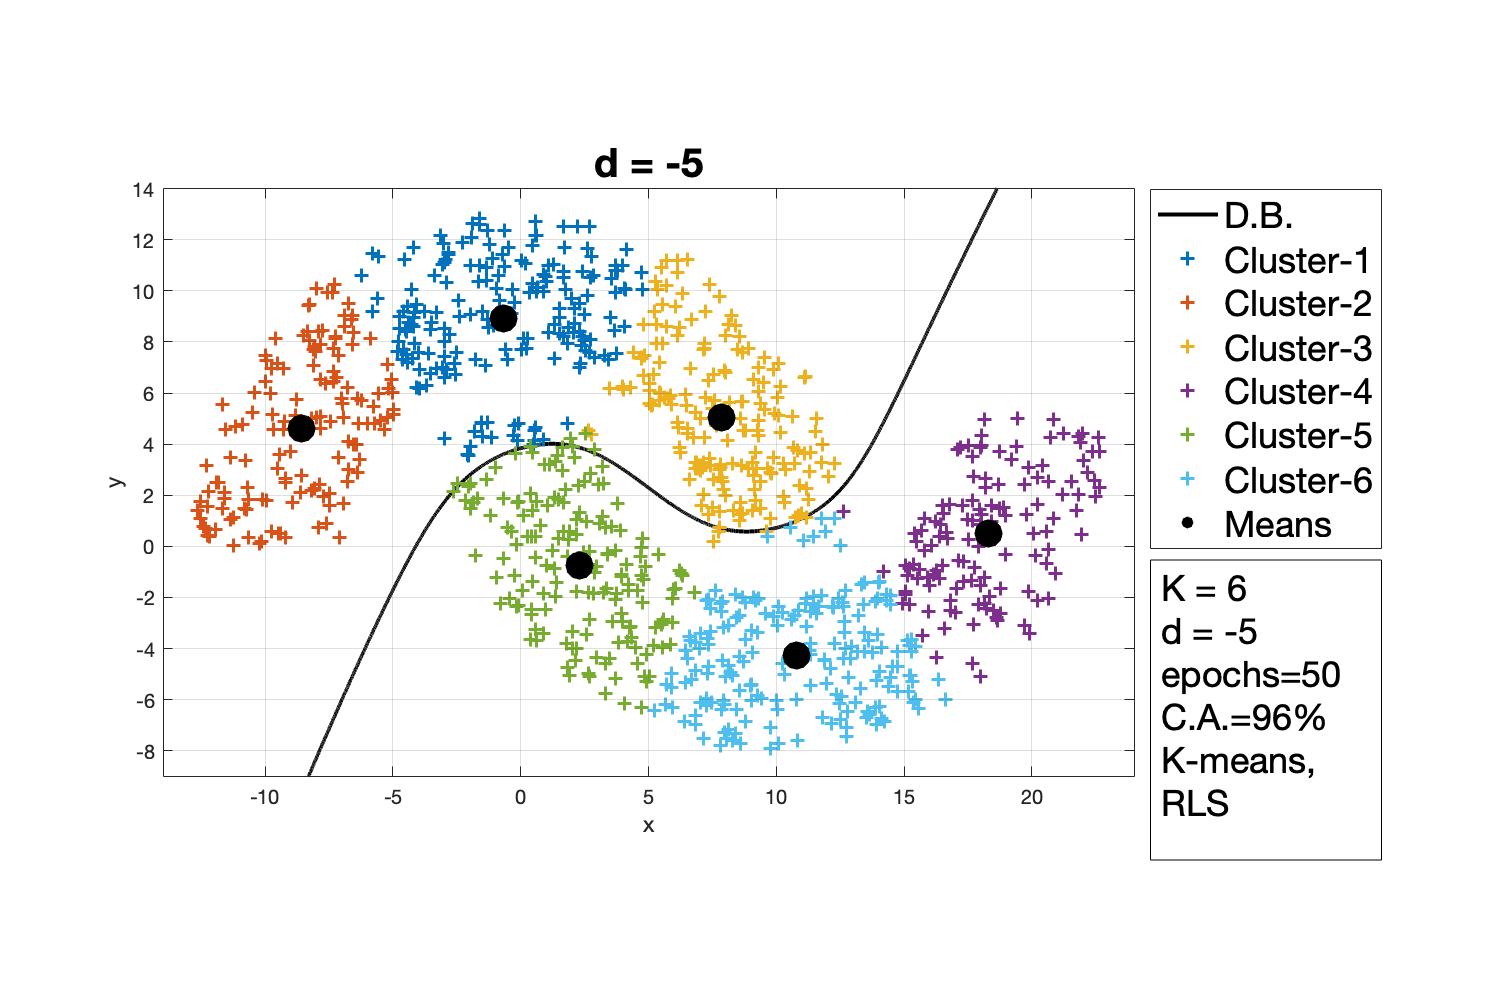 d = -5
14
12
10
8
6
4
2
0
-2
-4
-6
-8
y
-10 -5 0 5 10 15 20
x
D.B.
Cluster-1
Cluster-2
Cluster-3
Cluster-4
Cluster-5
Cluster-6
Means
K = 6
d = -5
epochs=50
C.A.=96%
K-means,
RLS